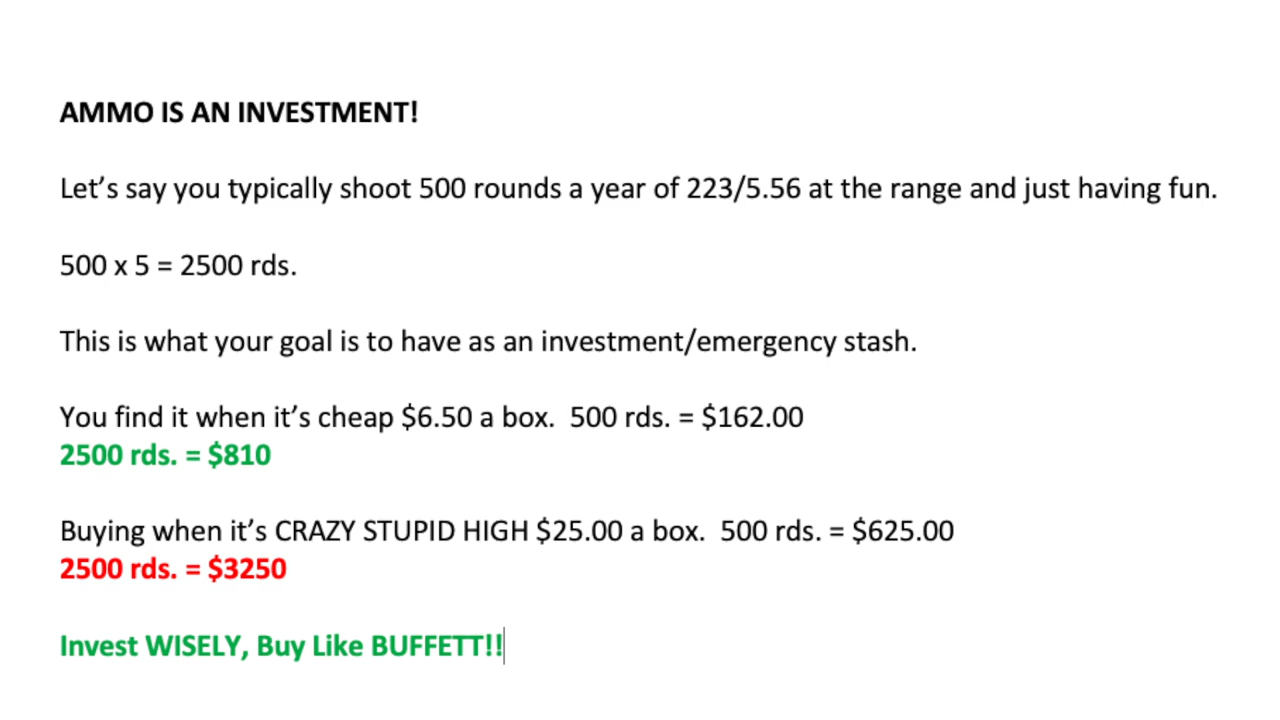 AMMO IS AN INVESTMENT!
Let’s say you typically shoot 500 rounds a year of 223/5.56 at the range and just having fun.
500 x 5 = 2500 rds.
This is what your goal is to have as an investment/emergency stash.
You find it when it’s cheap $6.50 a box.  500 rds. = $162.00
2500 rds. = $810
Buying when it’s CRAZY STUPID HIGH $25.00 a box.  500 rds. = $625.00
2500 rds. = $3250
Invest WISELY, Buy Like BUFFETT!!